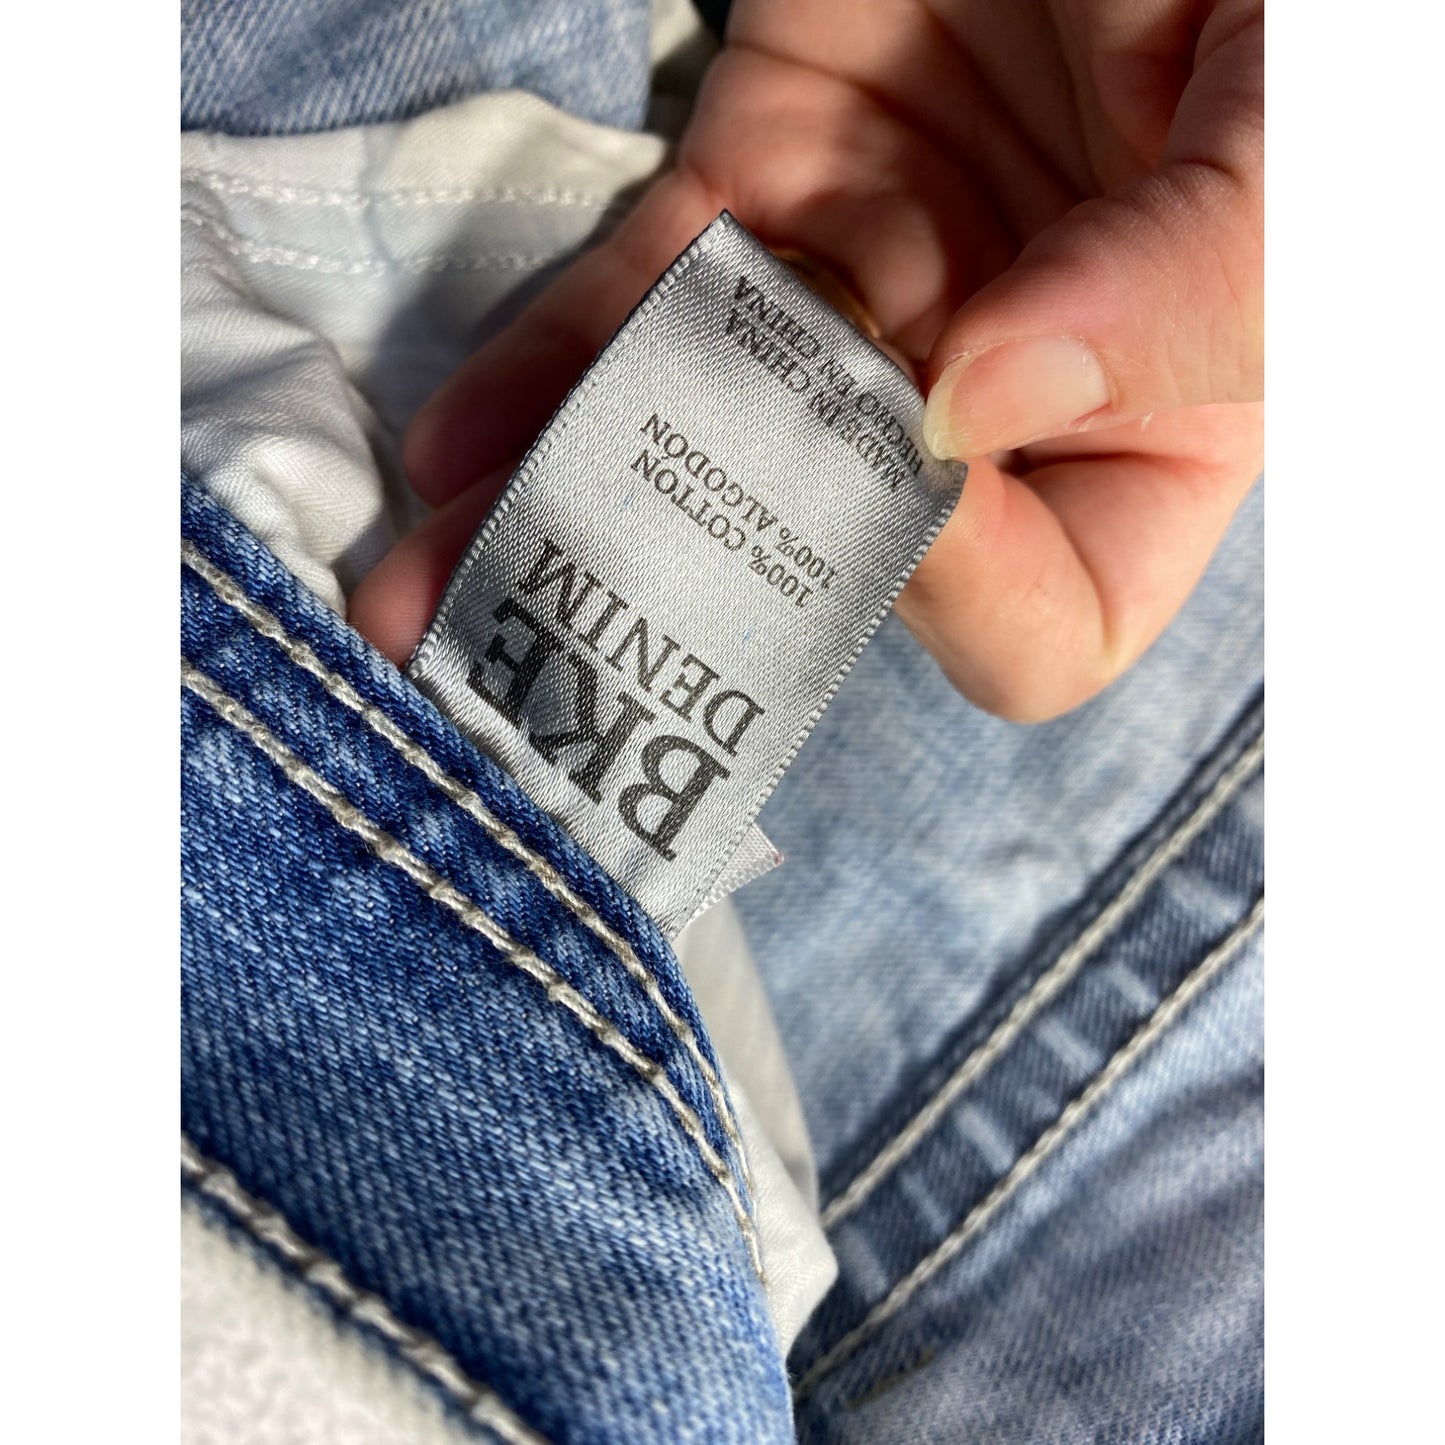 BKE
DENIM
100% COTTON
100% ALGODON
MADE IN CHINA
HECHO EN CHINA